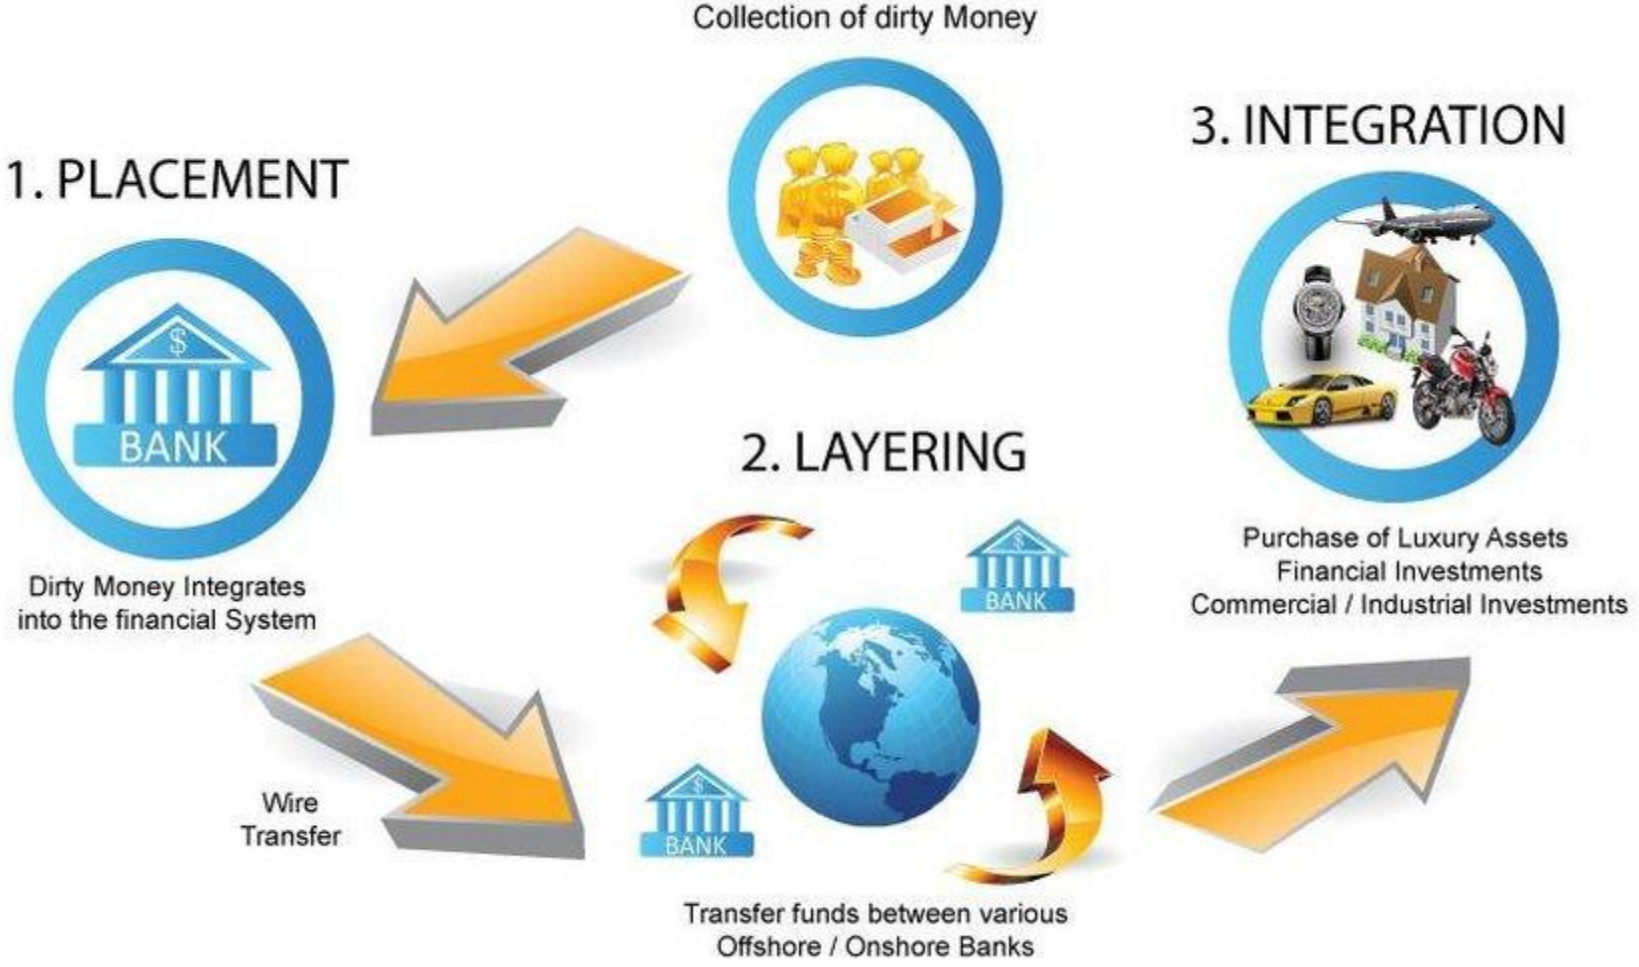 Collection of dirty Money
1. PLACEMENT
$
BANK
Dirty Money Integrates
into the financial System
Wire
Transfer
2. LAYERING
$
BANK
$
BANK
Transfer funds between various
Offshore / Onshore Banks
3. INTEGRATION
Purchase of Luxury Assets
Financial Investments
Commercial / Industrial Investments